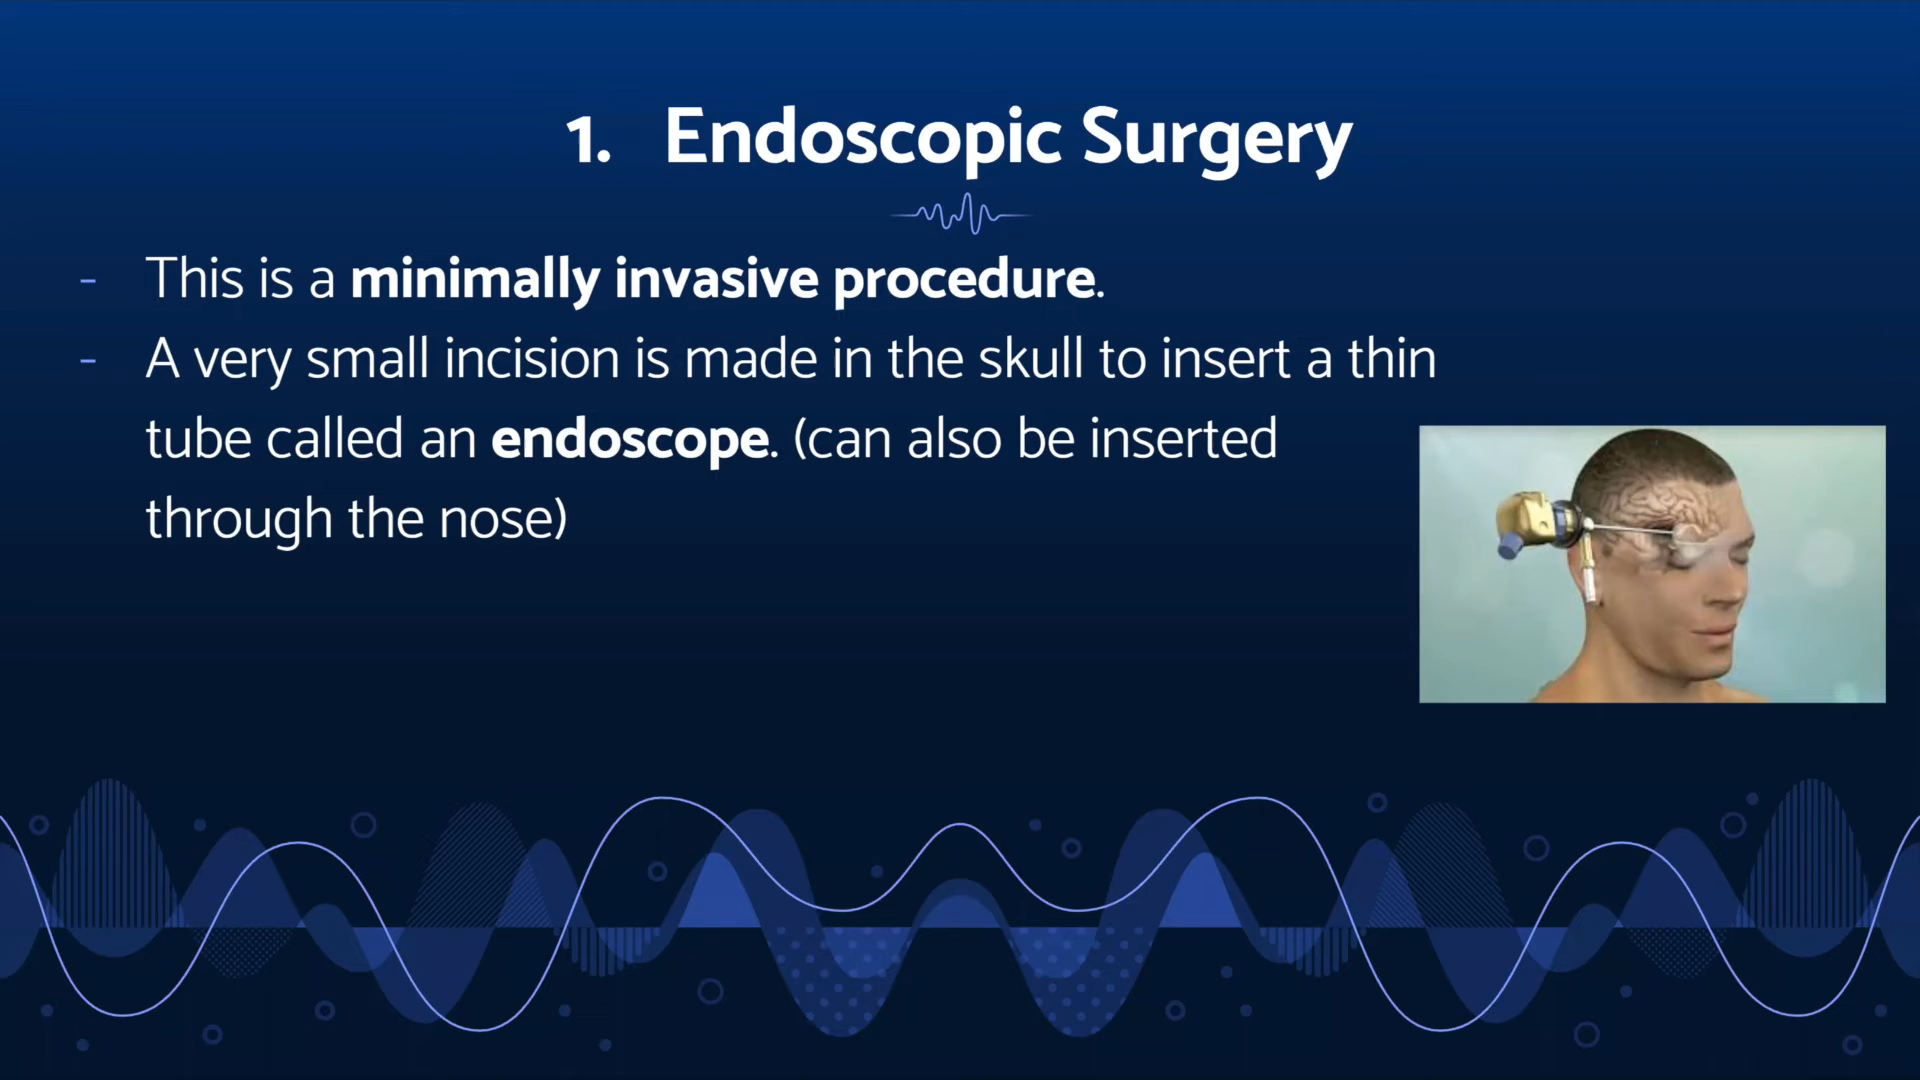 1. Endoscopic Surgery
- This is a minimally invasive procedure.
- A very small incision is made in the skull to insert a thin
tube called an endoscope. (can also be inserted
through the nose)